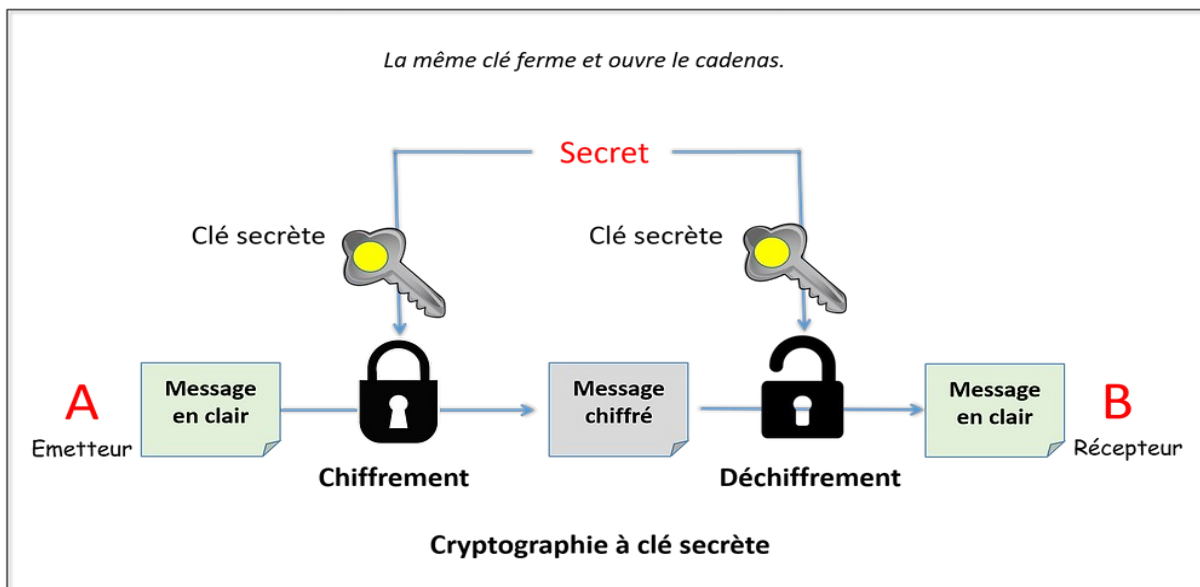 La même clé ferme et ouvre le cadenas.
Secret
Clé secrète
Clé secrète
A
Emetteur
Message
en clair
Message
chiffré
Message
en clair
B
Récepteur
Chiffrement
Déchiffrement
Cryptographie à clé secrète